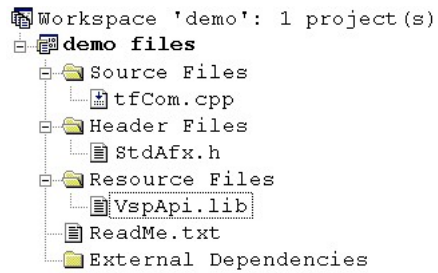 Workspace 'demo': 1 project(s)
demo files
Source Files
tfCom.cpp
Header Files
StdAfx.h
Resource Files
VspApi.lib
ReadMe.txt
External Dependencies